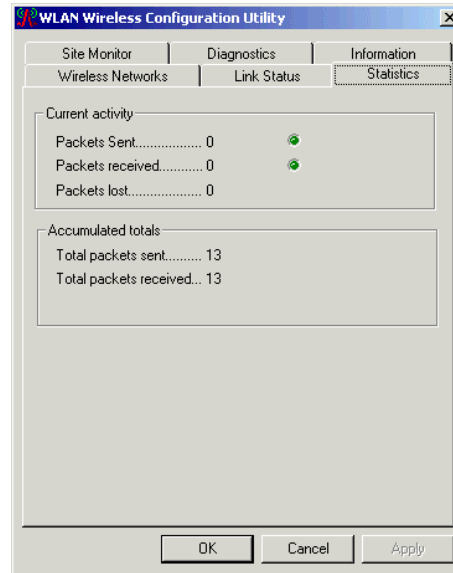 WLAN Wireless Configuration Utility
Site Monitor Diagnostics Information
Wireless Networks Link Status Statistics
Current activity
Packets Sent................. 0
Packets received........... 0
Packets lost................... 0
Accumulated totals
Total packets sent......... 13
Total packets received... 13
OK Cancel Apply